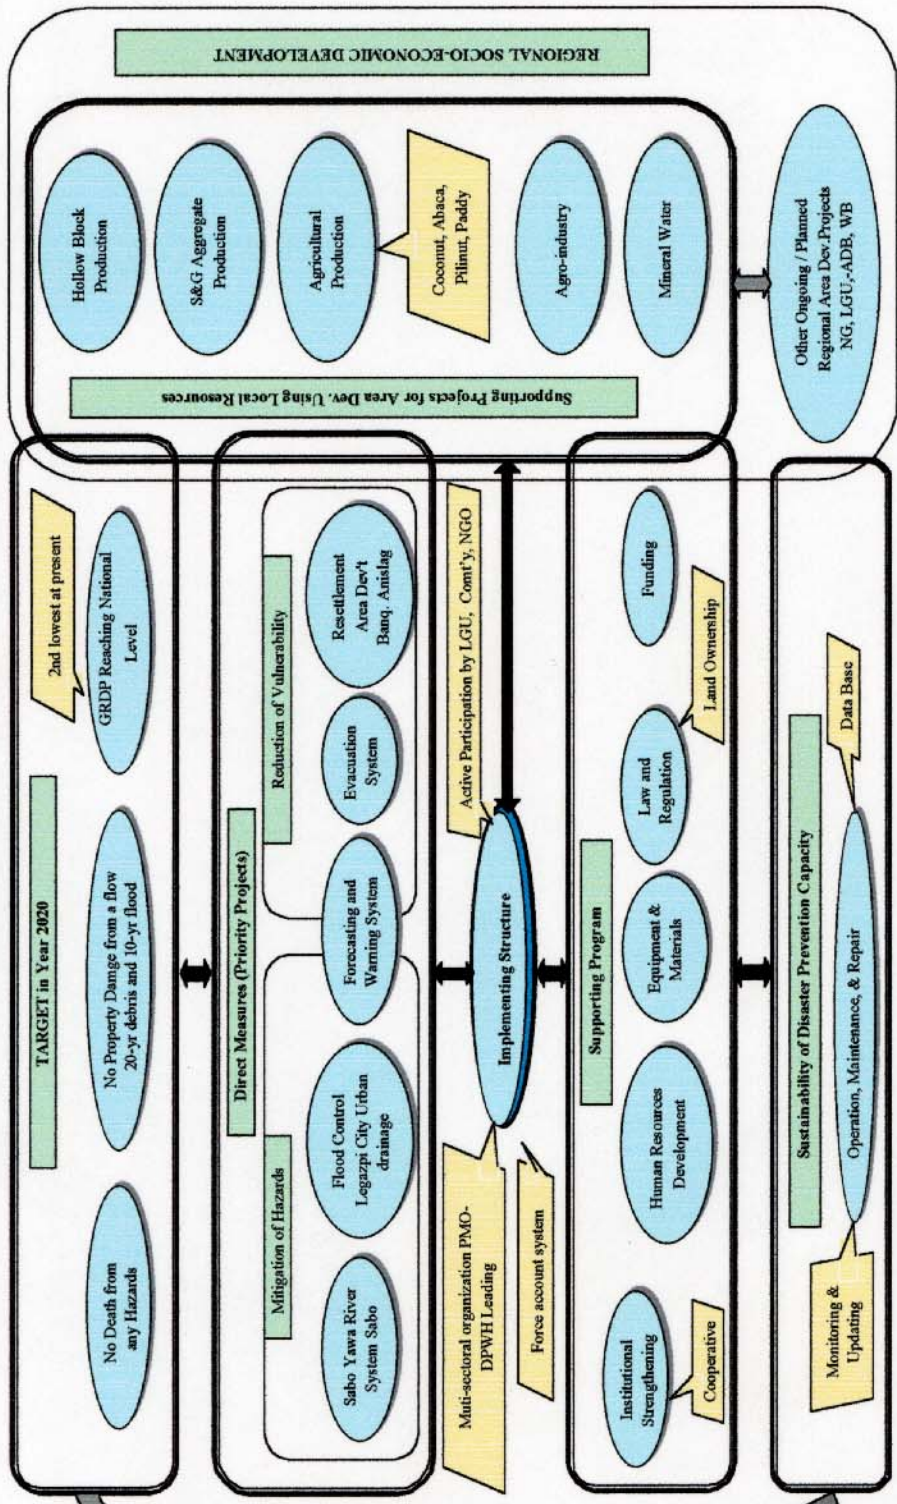 TARGET in Year 2020
No Death from
any Hazards
No Property Damge from a flow
20-yr debris and 10-yr flood
2nd lowest at present
GRDP Reaching National
Level
Direct Measures (Priority Projects)
Mitigation of Hazards
Sabo Yawa River
System Sabo
Flood Control
Legazpi City Urban
drainage
Forecasting and
Warning System
Reduction of Vulnerability
Evacuation
System
Resettlement
Area Dev't
Banq. Anislag
Muti-sectoral organization PMO-
DPWH Leading
Force account system
Implementing Structure
Active Participation by LGU, Comt'y, NGO
Supporting Program
Institutional
Strengthening
Cooperative
Human Resources
Development
Equipment &
Materials
Law and
Regulation
Land Ownership
Funding
Sustainability of Disaster Prevention Capacity
Monitoring &
Updating
Operation, Maintenance, & Repair
Data Base
Supporting Projects for Area Dev. Using Local Resources
Hollow Block
Production
S&G Aggregate
Production
Agricultural
Production
Coconut, Abaca,
Pilinut, Paddy
Agro-industry
Mineral Water
REGIONAL SOCIO-ECONOMIC DEVELOPMENT
Other Ongoing / Planned
Regional Area Dev.Projects
NG, LGU,-ADB, WB